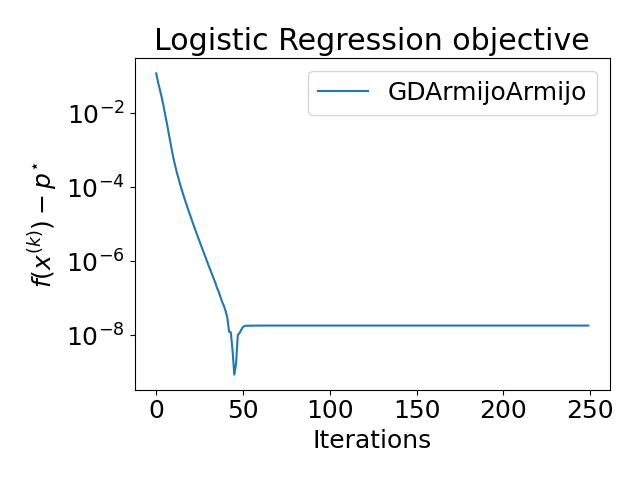 Logistic Regression objective
GDArmijoArmijo
f(x^{(k)}) − p^⋆
10^{−2}
10^{−4}
10^{−6}
10^{−8}
0 50 100 150 200 250
Iterations